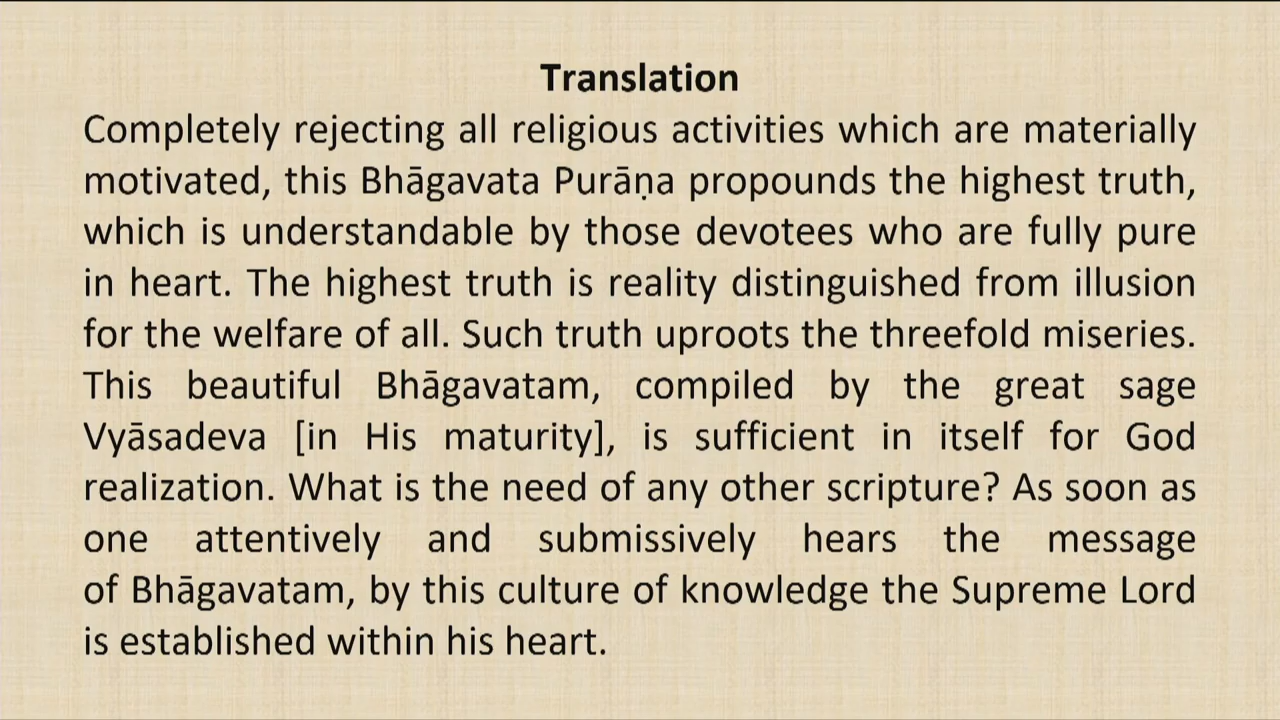 Translation
Completely rejecting all religious activities which are materially
motivated, this Bhāgavata Purāṇa propounds the highest truth,
which is understandable by those devotees who are fully pure
in heart. The highest truth is reality distinguished from illusion
for the welfare of all. Such truth uproots the threefold miseries.
This beautiful Bhāgavatam, compiled by the great sage
Vyāsadeva [in His maturity], is sufficient in itself for God
realization. What is the need of any other scripture? As soon as
one attentively and submissively hears the message
of Bhāgavatam, by this culture of knowledge the Supreme Lord
is established within his heart.